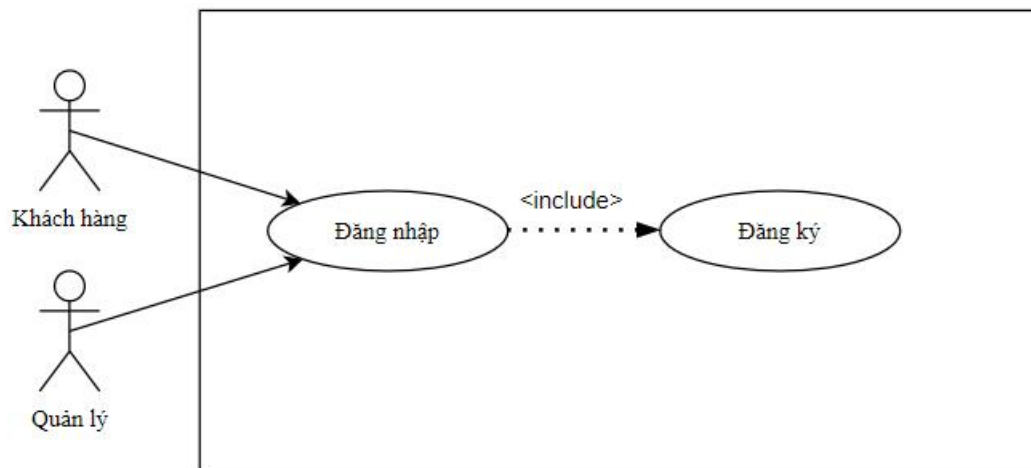 Khách hàng
Đăng nhập
<include>
Đăng ký
Quản lý